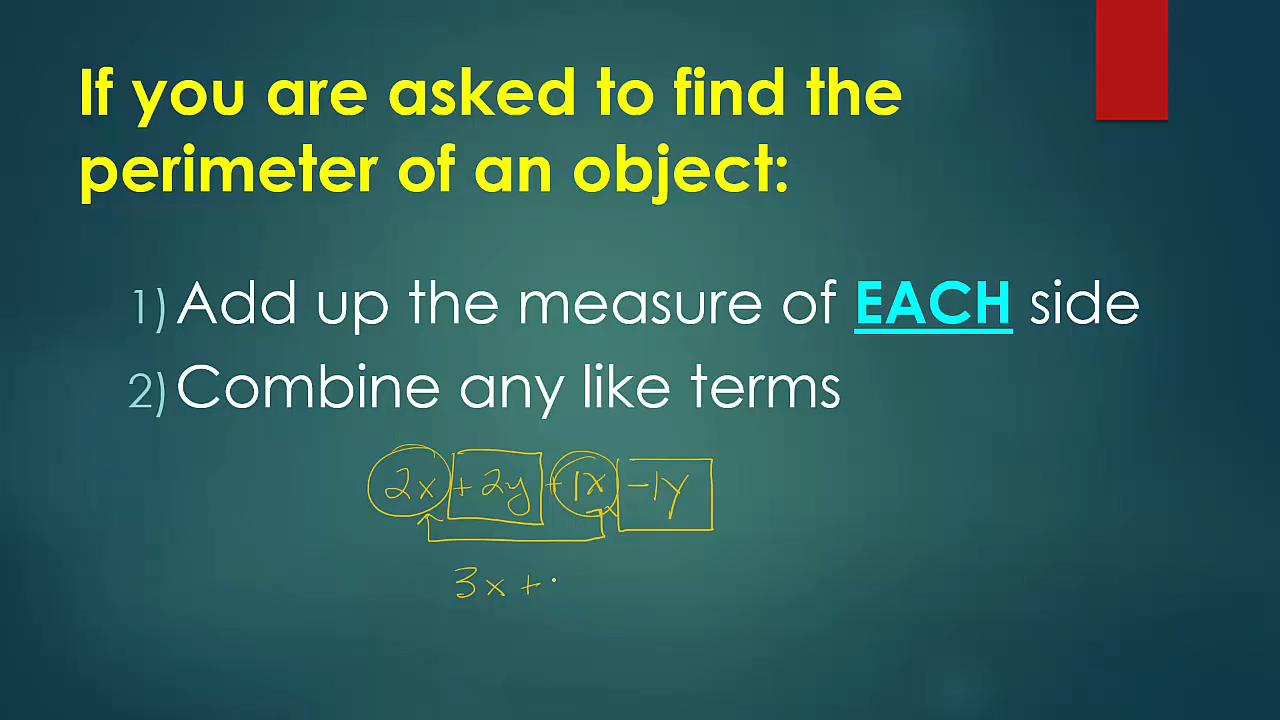 If you are asked to find the
perimeter of an object:
1) Add up the measure of EACH side
2) Combine any like terms
2x + 2y + 1x - 1y
3x +